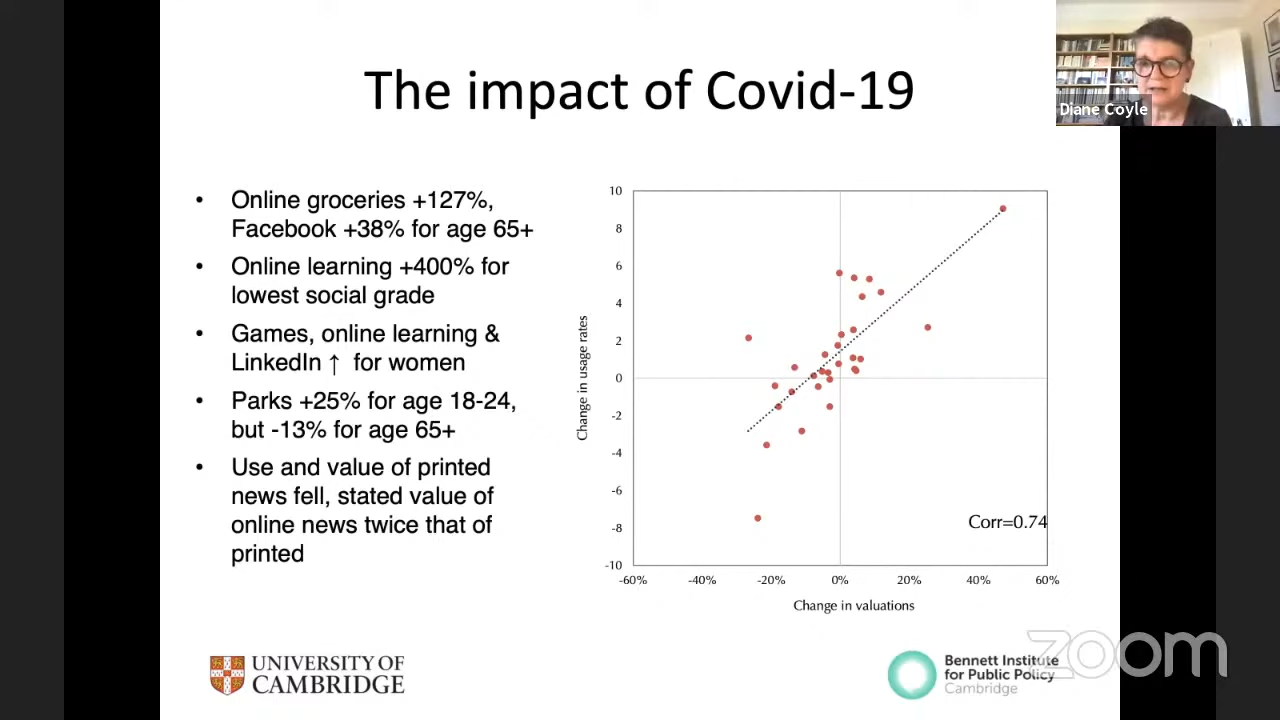 The impact of Covid-19
Diane Coyle
• Online groceries +127%,
Facebook +38% for age 65+
• Online learning +400% for
lowest social grade
• Games, online learning &
LinkedIn ↑ for women
• Parks +25% for age 18-24,
but -13% for age 65+
• Use and value of printed
news fell, stated value of
online news twice that of
printed
10
8
6
4
2
0
-2
-4
-6
-8
-10
Change in usage rates
Corr=0.74
-60% -40% -20% 0% 20% 40% 60%
Change in valuations
UNIVERSITY OF
CAMBRIDGE
Bennett Institute
for Public Policy
Cambridge
zoom